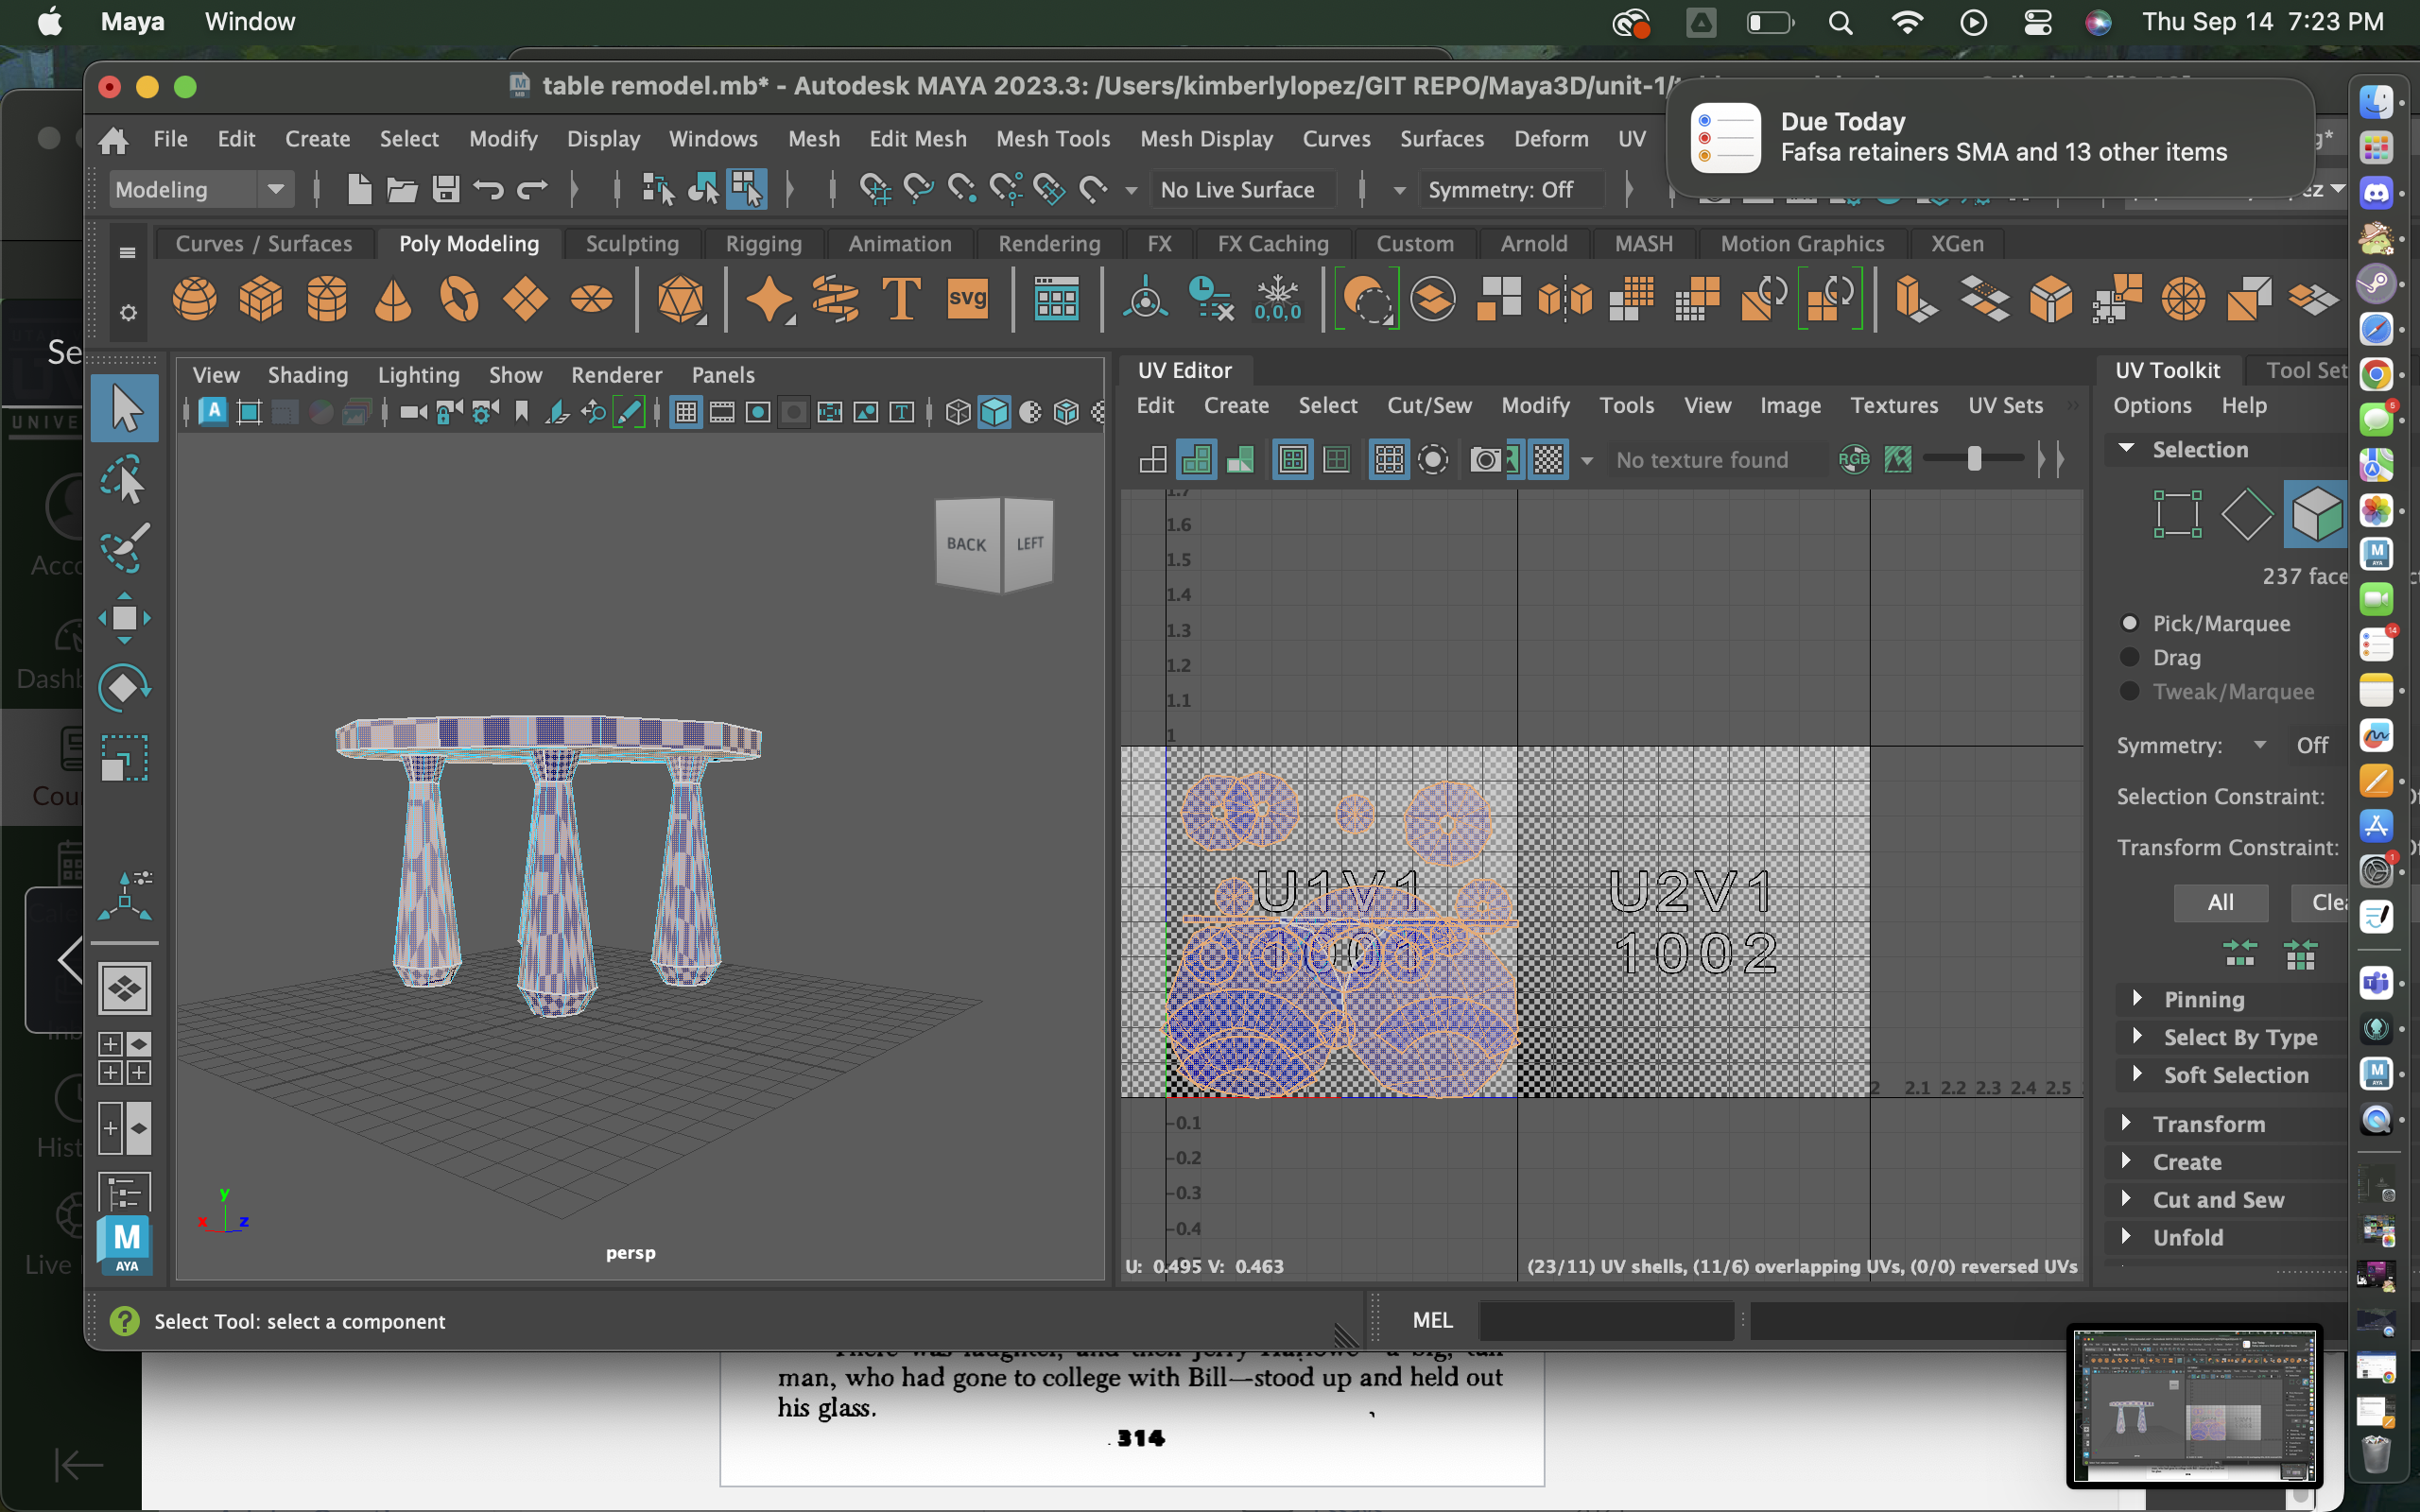 Maya Window Thu Sep 14 7:23 PM
table remodel.mb* - Autodesk MAYA 2023.3: /Users/kimberlylopez/GIT REPO/Maya3D/unit-1/
Due Today
Fafsa retainers SMA and 13 other items
File Edit Create Select Modify Display Windows Mesh Edit Mesh Mesh Tools Mesh Display Curves Surfaces Deform UV
Modeling No Live Surface Symmetry: Off
Curves / Surfaces Poly Modeling Sculpting Rigging Animation Rendering FX FX Caching Custom Arnold MASH Motion Graphics XGen
T svg 0,0,0
View Shading Lighting Show Renderer Panels
BACK LEFT
y
x z
persp
UV Editor
Edit Create Select Cut/Sew Modify Tools View Image Textures UV Sets
No texture found RGB
1.7
1.6
1.5
1.4
1.3
1.2
1.1
1
U1V1 U2V1
1001 1002
2 2.1 2.2 2.3 2.4 2.5
-0.1
-0.2
-0.3
-0.4
U: 0.495 V: 0.463 (23/11) UV shells, (11/6) overlapping UVs, (0/0) reversed UVs
UV Toolkit Tool Set
Options Help
Selection
237 face
Pick/Marquee
Drag
Tweak/Marquee
Symmetry: Off
Selection Constraint:
Transform Constraint:
All Clea
Pinning
Select By Type
Soft Selection
Transform
Create
Cut and Sew
Unfold
M
AYA
Select Tool: select a component MEL
Se
UNIVE
Acco
Dashb
Cour
Inb
Hist
Live
man, who had gone to college with Bill—stood up and held out
his glass.
314